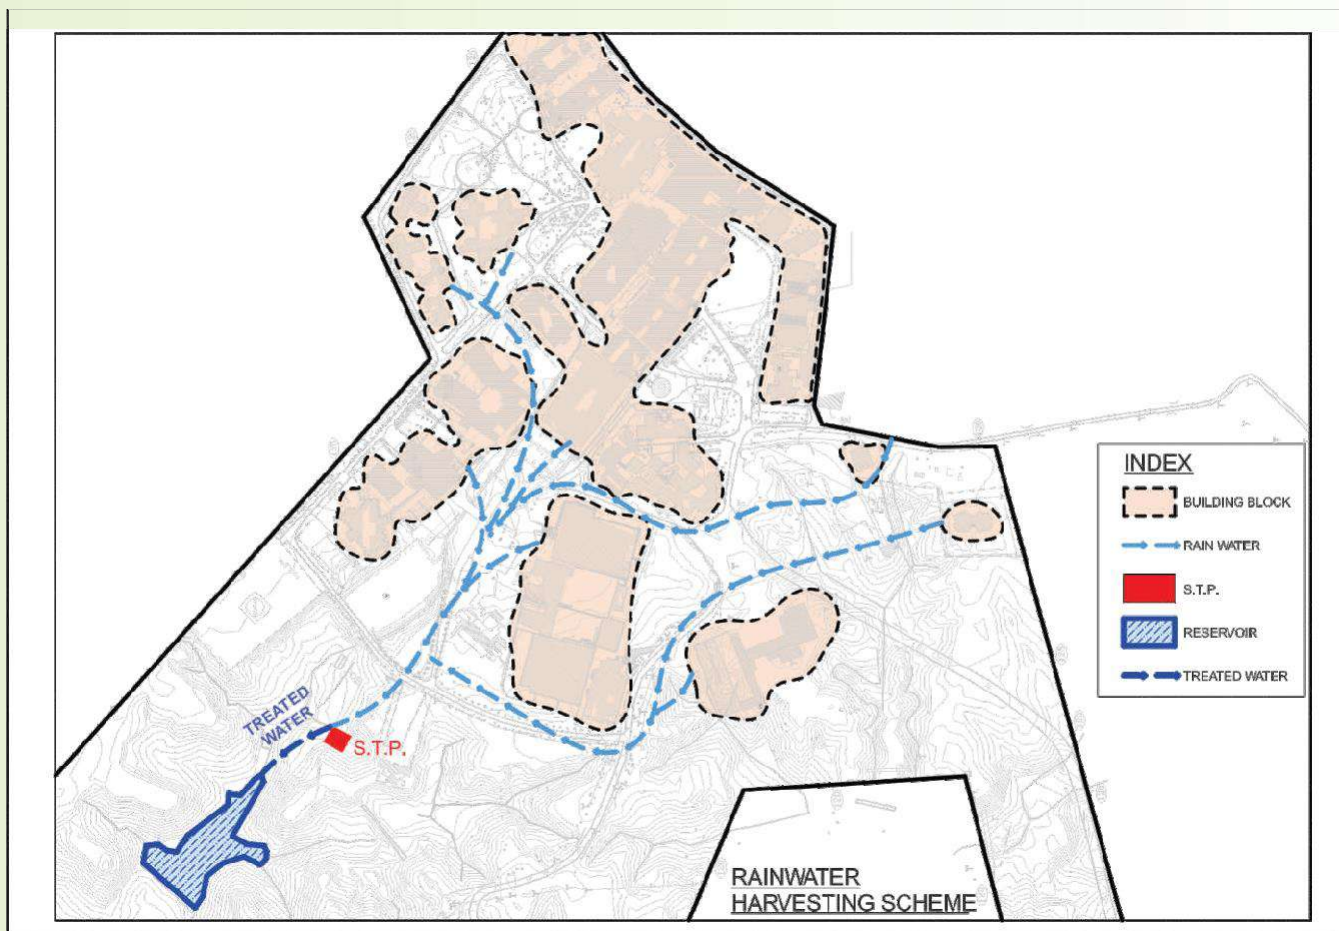 INDEX
BUILDING BLOCK
RAIN WATER
S.T.P.
RESERVOIR
TREATED WATER
TREATED
WATER
S.T.P.
RAINWATER
HARVESTING SCHEME